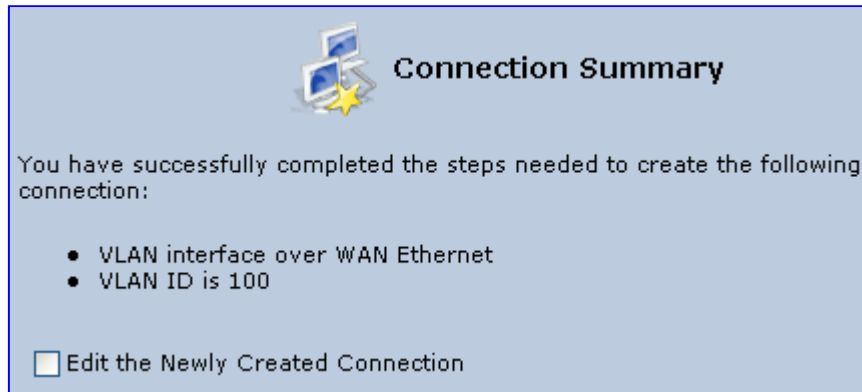 Connection Summary
You have successfully completed the steps needed to create the following
connection:
● VLAN interface over WAN Ethernet
● VLAN ID is 100
Edit the Newly Created Connection